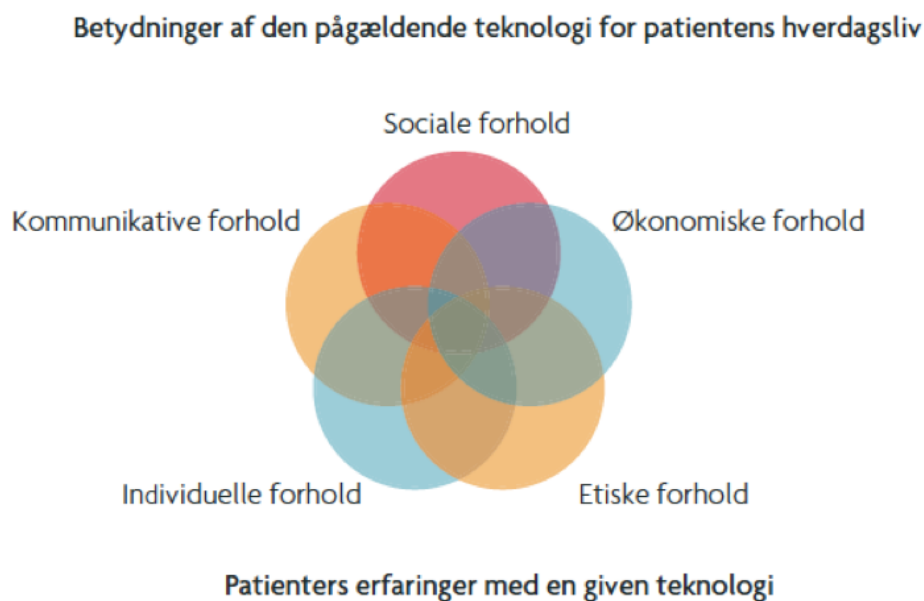 Betydninger af den pågældende teknologi for patientens hverdagsliv
Sociale forhold
Kommunikative forhold
Økonomiske forhold
Individuelle forhold
Etiske forhold
Patienters erfaringer med en given teknologi